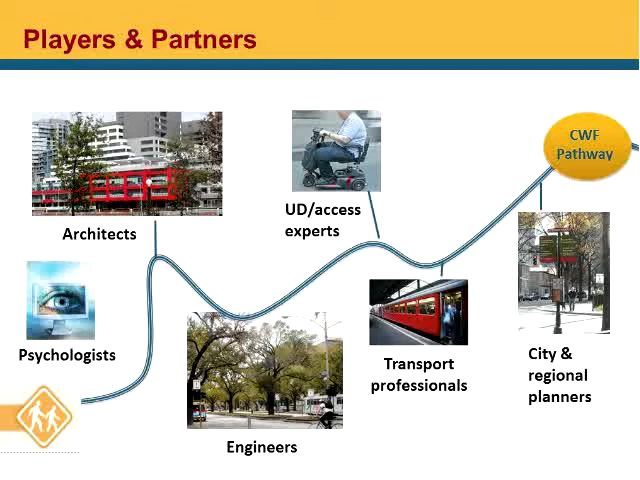 Players & Partners
CWF
Pathway
UD/access
experts
Architects
Psychologists
Transport
professionals
City &
regional
planners
Engineers